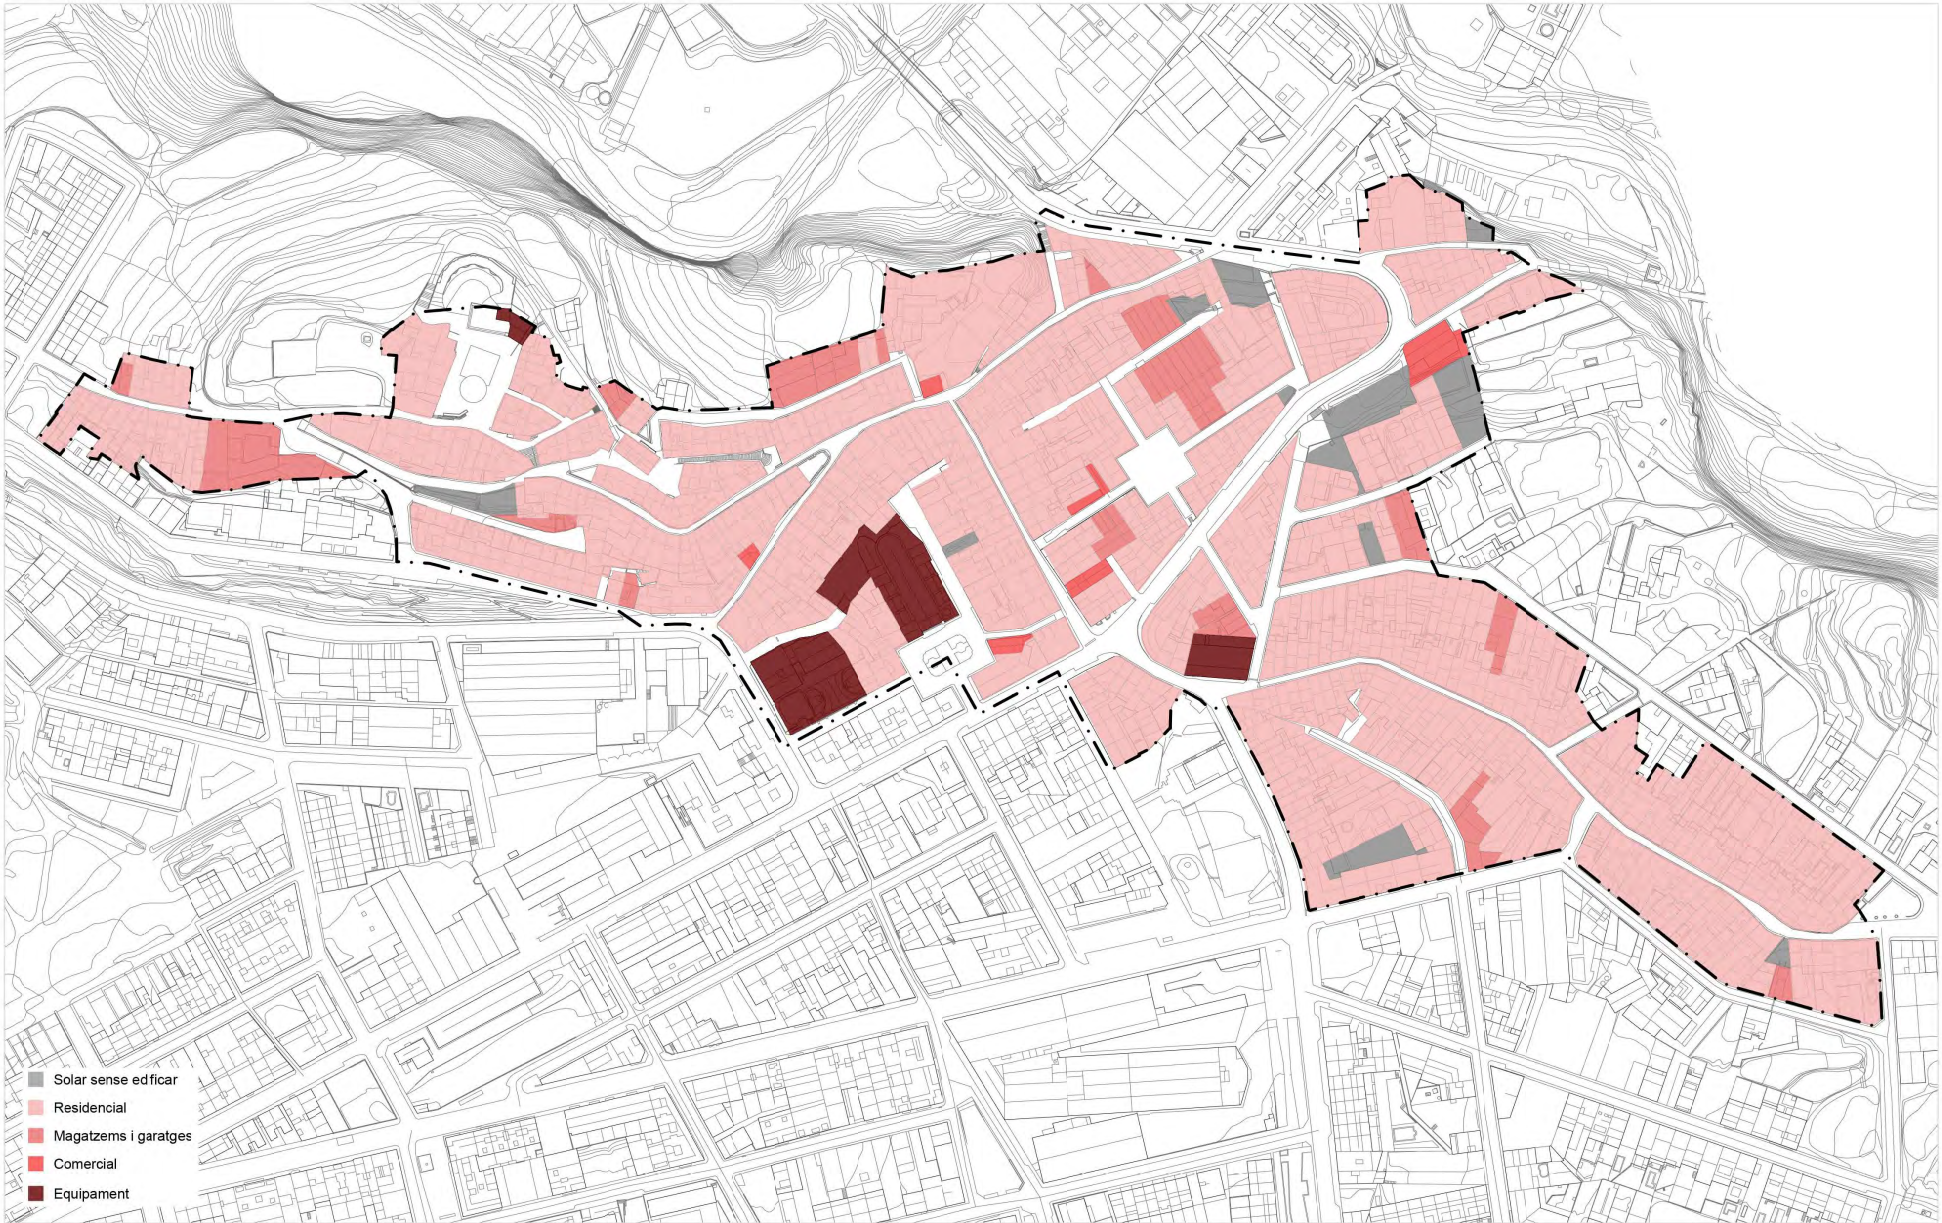 Solar sense edficar
Residencial
Magatzems i garatges
Comercial
Equipament